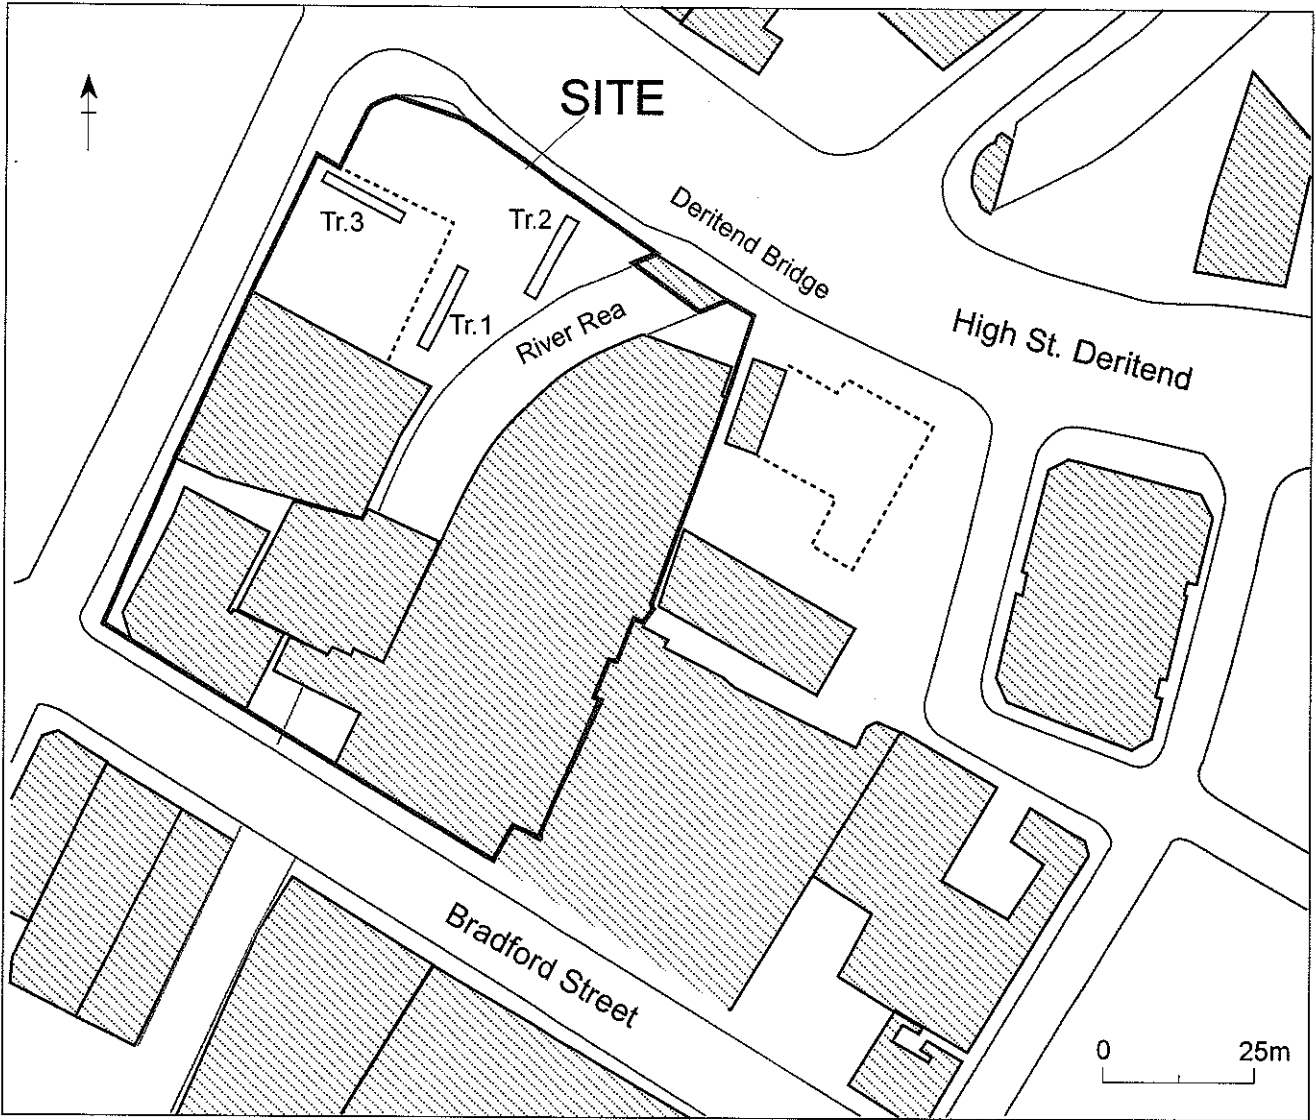 SITE
Deritend Bridge
Tr.3
Tr.2
Tr.1
River Rea
High St. Deritend
Bradford Street
0 25m